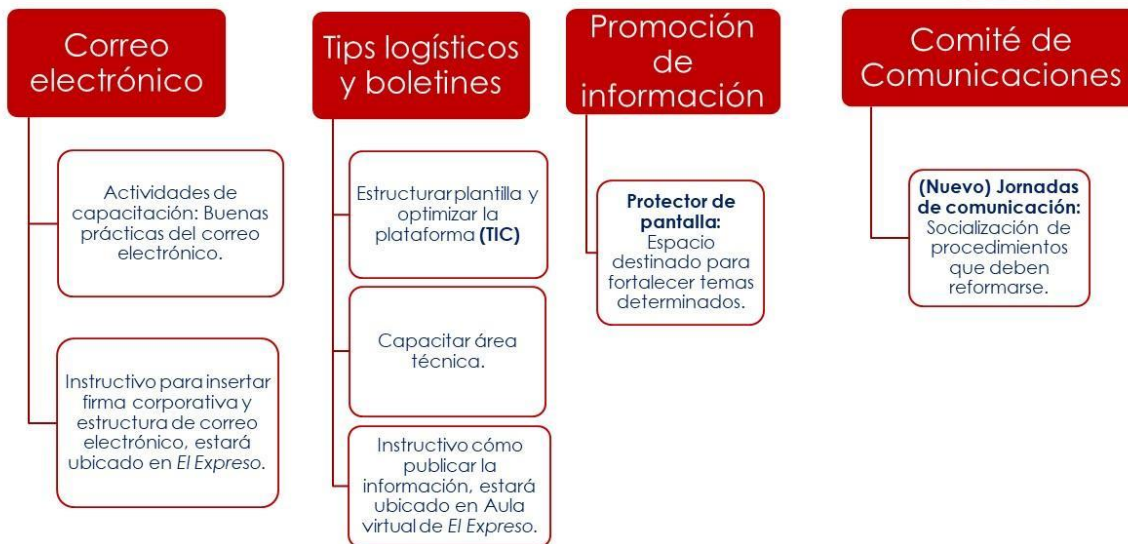 Correo
electrónico
Actividades de
capacitación: Buenas
prácticas del correo
electrónico.
Instructivo para insertar
firma corporativa y
estructura de correo
electrónico, estará
ubicado en El Expreso.
Tips logísticos
y boletines
Estructurar plantilla y
optimizar la
plataforma (TIC)
Capacitar área
técnica.
Instructivo cómo
publicar la
información, estará
ubicado en Aula
virtual de El Expreso.
Promoción
de
información
Protector de
pantalla:
Espacio
destinado para
fortalecer temas
determinados.
Comité de
Comunicaciones
(Nuevo) Jornadas
de comunicación:
Socialización de
procedimientos
que deben
reformarse.